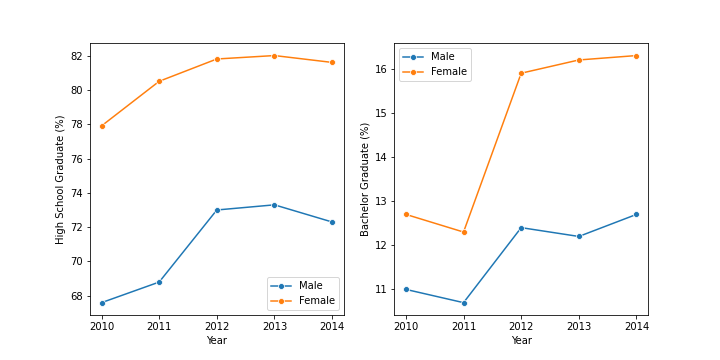 High School Graduate (%)
82
80
78
76
74
72
70
68
2010 2011 2012 2013 2014
Year
Male
Female
Bachelor Graduate (%)
16
15
14
13
12
11
2010 2011 2012 2013 2014
Year
Male
Female